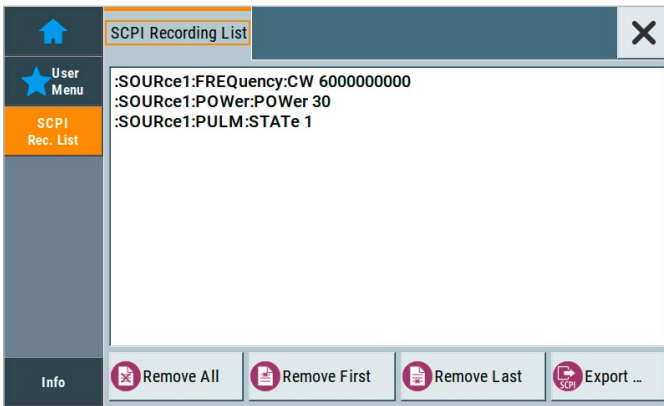 SCPI Recording List
User
Menu
SCPI
Rec. List
:SOURce1:FREQuency:CW 6000000000
:SOURce1:POWer:POWer 30
:SOURce1:PULM:STATe 1
Info
Remove All
Remove First
Remove Last
SCPI
Export ...